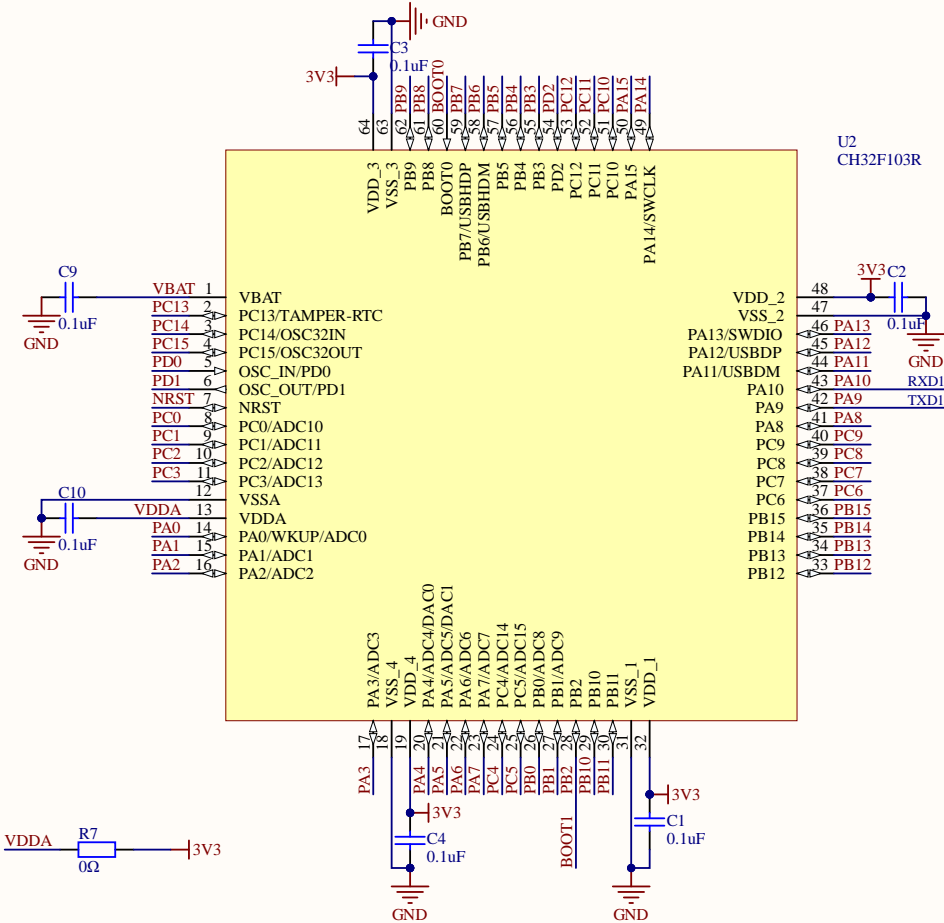 GND
C3
0.1uF
3V3
PB9
PB8
BOOT0
PB7
PB6
PB5
PB4
PB3
PD2
PC12
PC11
PC10
PA15
PA14
64
63
62
61
60
59
58
57
56
55
54
53
52
51
50
49
U2
CH32F103R
VDD_3
VSS_3
PB9
PB8
BOOT0
PB7/USBHDP
PB6/USBHDM
PB5
PB4
PB3
PD2
PC12
PC11
PC10
PA15
PA14/SWCLK
C9
0.1uF
GND
VBAT 1 VBAT
PC13 2 PC13/TAMPER-RTC
PC14 3 PC14/OSC32IN
PC15 4 PC15/OSC32OUT
PD0 5 OSC_IN/PD0
PD1 6 OSC_OUT/PD1
NRST 7 NRST
PC0 8 PC0/ADC10
PC1 9 PC1/ADC11
PC2 10 PC2/ADC12
PC3 11 PC3/ADC13
12 VSSA
VDDA 13 VDDA
PA0 14 PA0/WKUP/ADC0
PA1 15 PA1/ADC1
PA2 16 PA2/ADC2
C10
0.1uF
GND
3V3
C2
0.1uF
GND
VDD_2 48
VSS_2 47
PA13/SWDIO 46 PA13
PA12/USBDP 45 PA12
PA11/USBDM 44 PA11
PA10 43 PA10 RXD1
PA9 42 PA9 TXD1
PA8 41 PA8
PC9 40 PC9
PC8 39 PC8
PC7 38 PC7
PC6 37 PC6
PB15 36 PB15
PB14 35 PB14
PB13 34 PB13
PB12 33 PB12
PA3/ADC3
VSS_4
VDD_4
PA4/ADC4/DAC0
PA5/ADC5/DAC1
PA6/ADC6
PA7/ADC7
PC4/ADC14
PC5/ADC15
PB0/ADC8
PB1/ADC9
PB2
PB10
PB11
VSS_1
VDD_1
17
18
19
20
21
22
23
24
25
26
27
28
29
30
31
32
PA3
PA4
PA5
PA6
PA7
PC4
PC5
PB0
PB1
PB2
PB10
PB11
BOOT1
3V3
C4
0.1uF
GND
3V3
C1
0.1uF
GND
VDDA
R7
0Ω
3V3